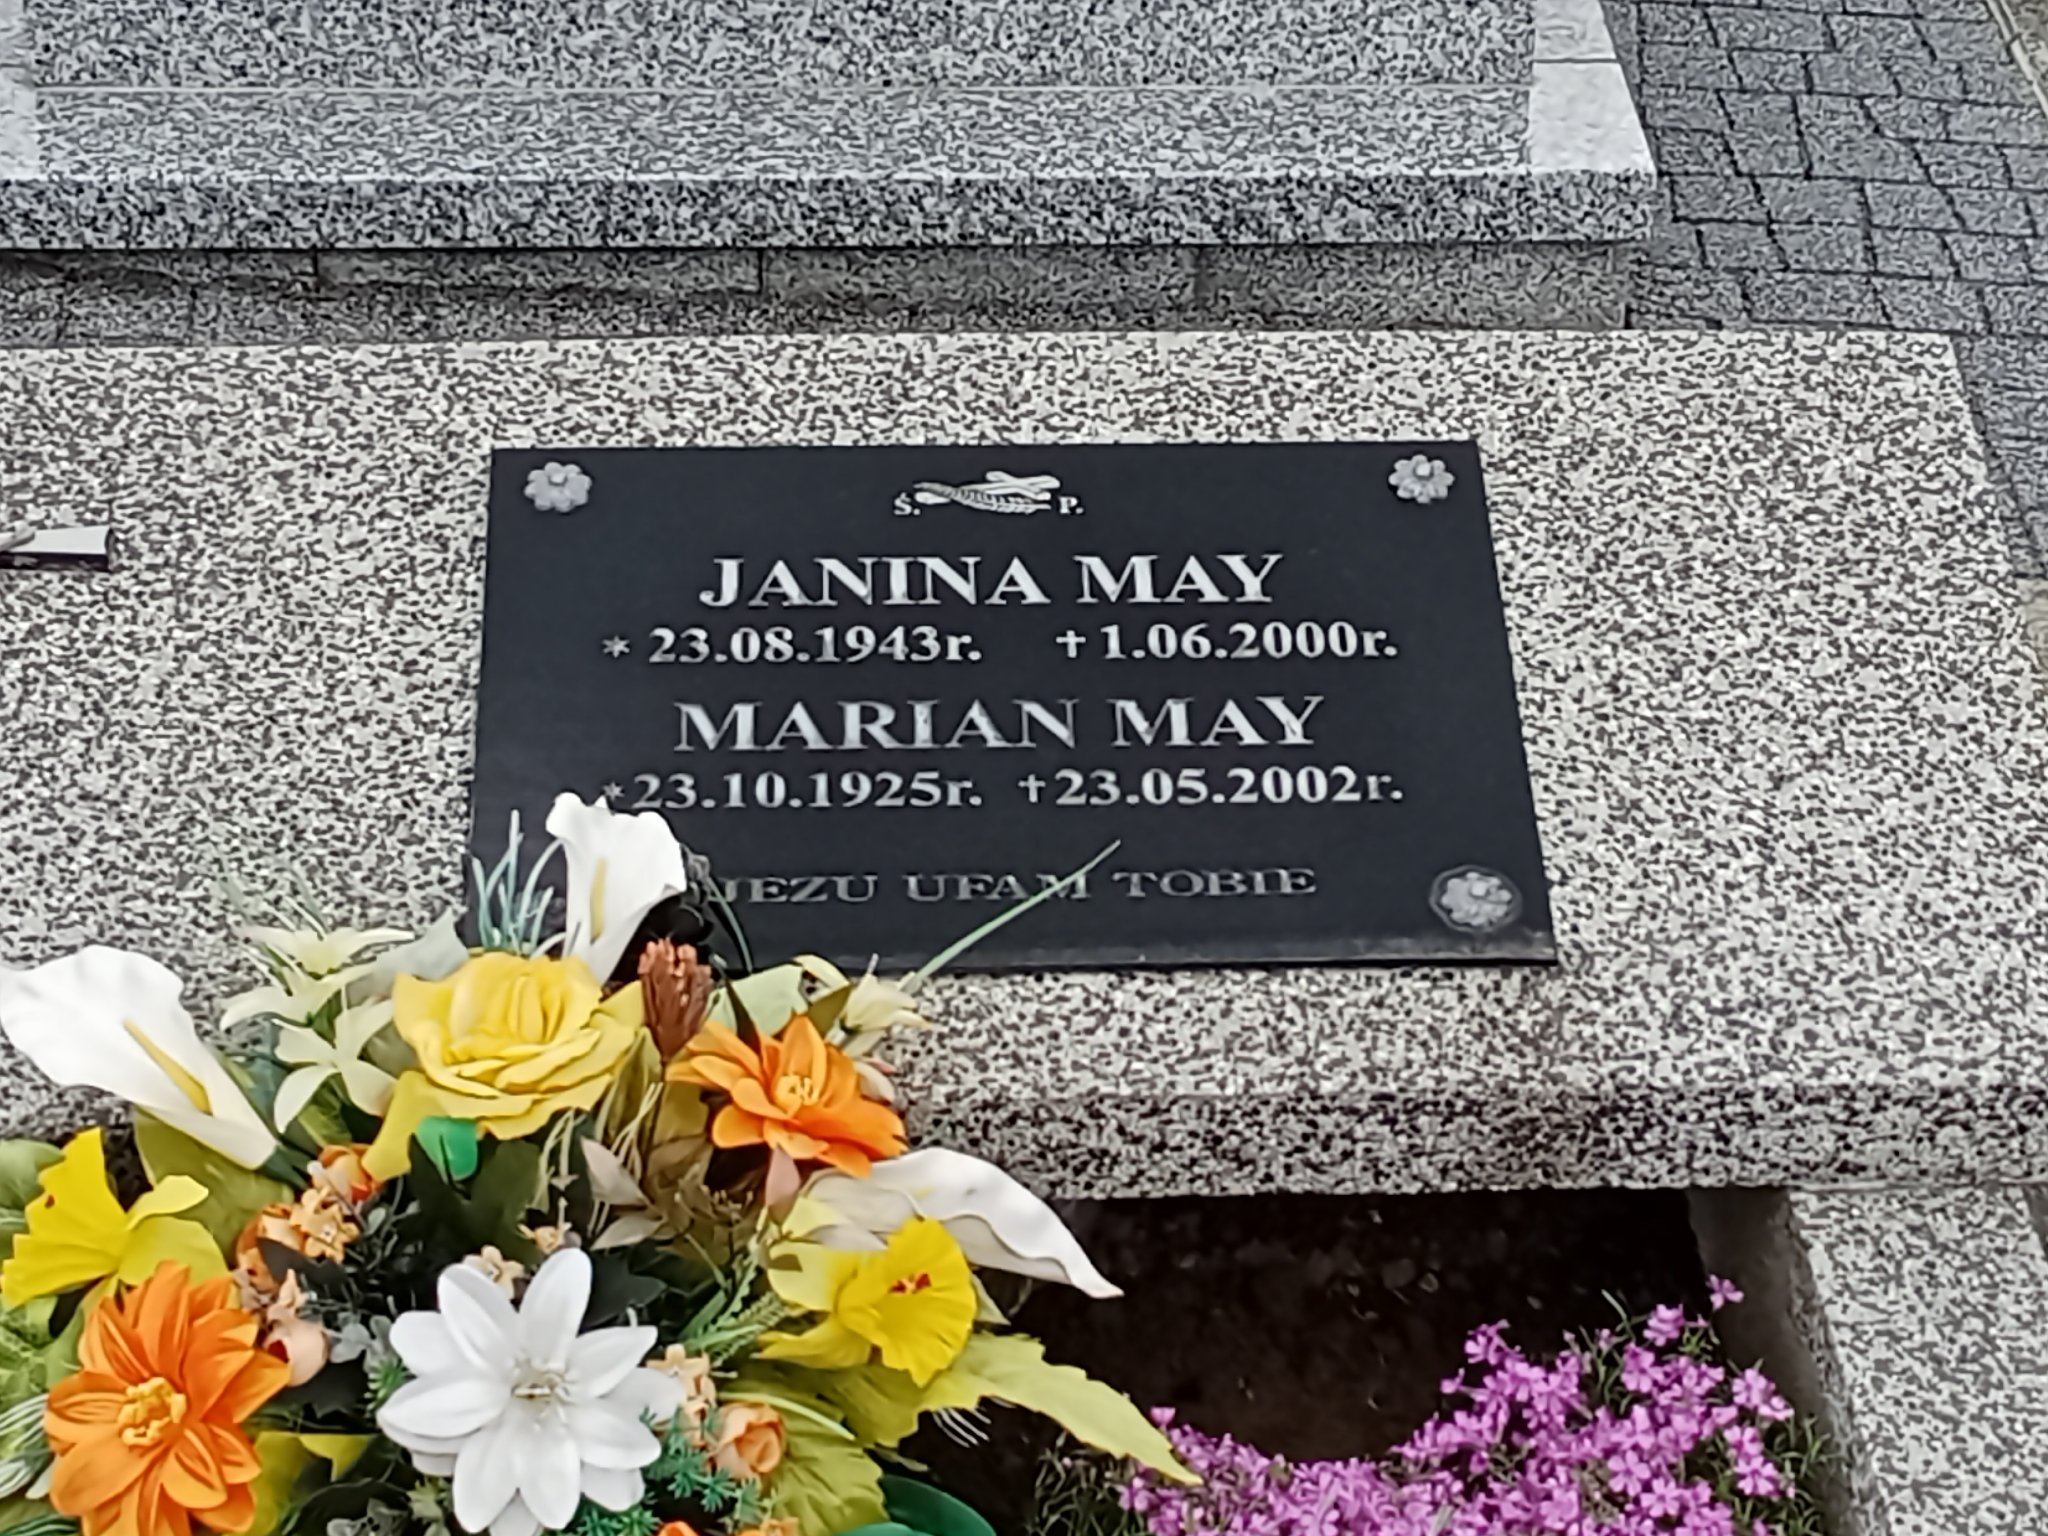 Ś. P.
JANINA MAY
* 23.08.1943r. † 1.06.2000r.
MARIAN MAY
*23.10.1925r. †23.05.2002r.
JEZU UFAM TOBIE